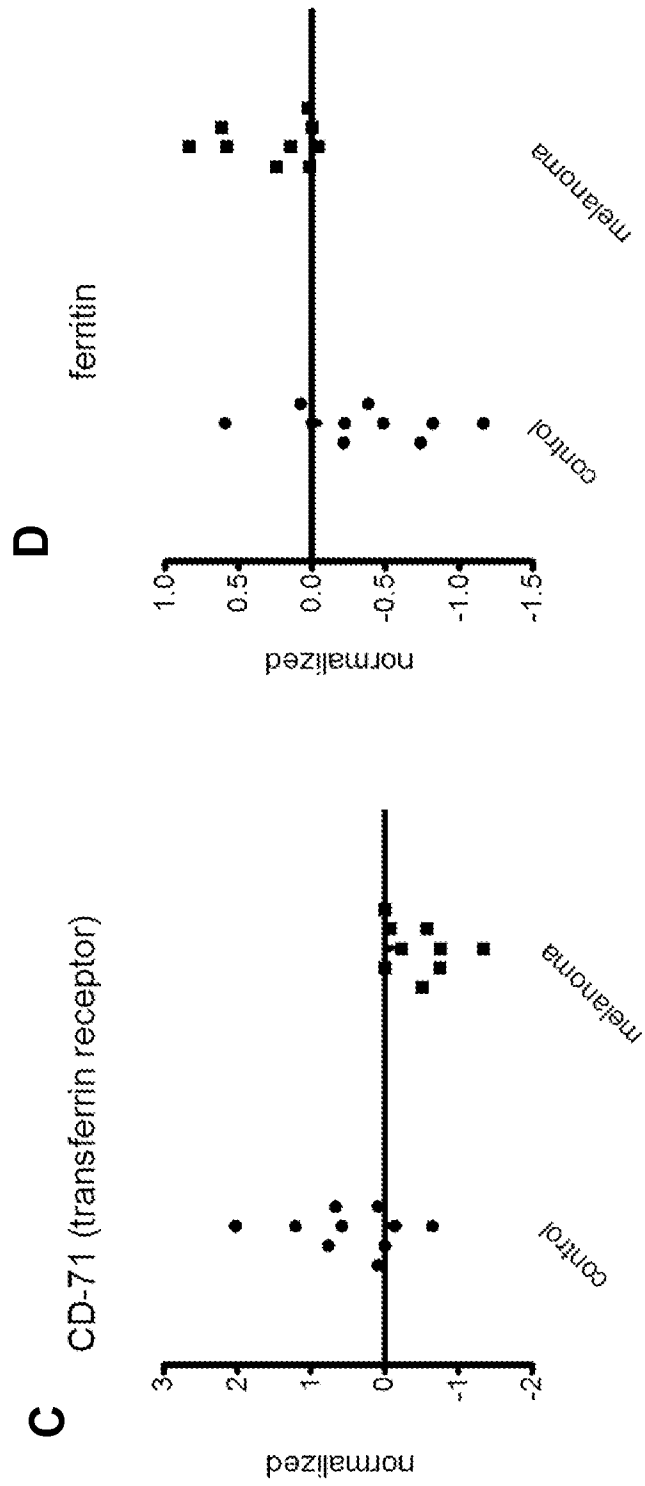 C
CD-71 (transferrin receptor)
normalized
3
2
1
0
-1
-2
control
melanoma
D
ferritin
normalized
1.0
0.5
0.0
-0.5
-1.0
-1.5
control
melanoma